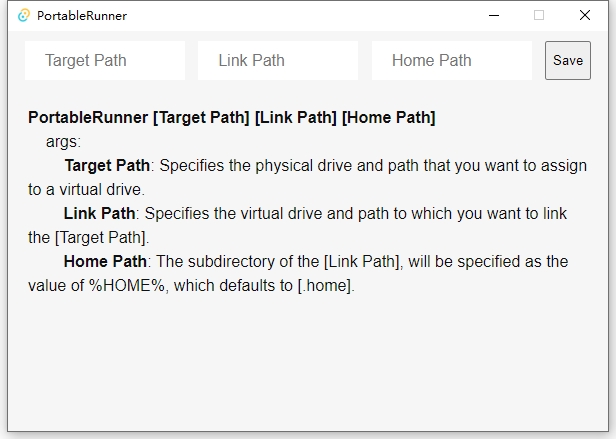 PortableRunner
Target Path Link Path Home Path Save
PortableRunner [Target Path] [Link Path] [Home Path]
args:
Target Path: Specifies the physical drive and path that you want to assign
to a virtual drive.
Link Path: Specifies the virtual drive and path to which you want to link
the [Target Path].
Home Path: The subdirectory of the [Link Path], will be specified as the
value of %HOME%, which defaults to [.home].